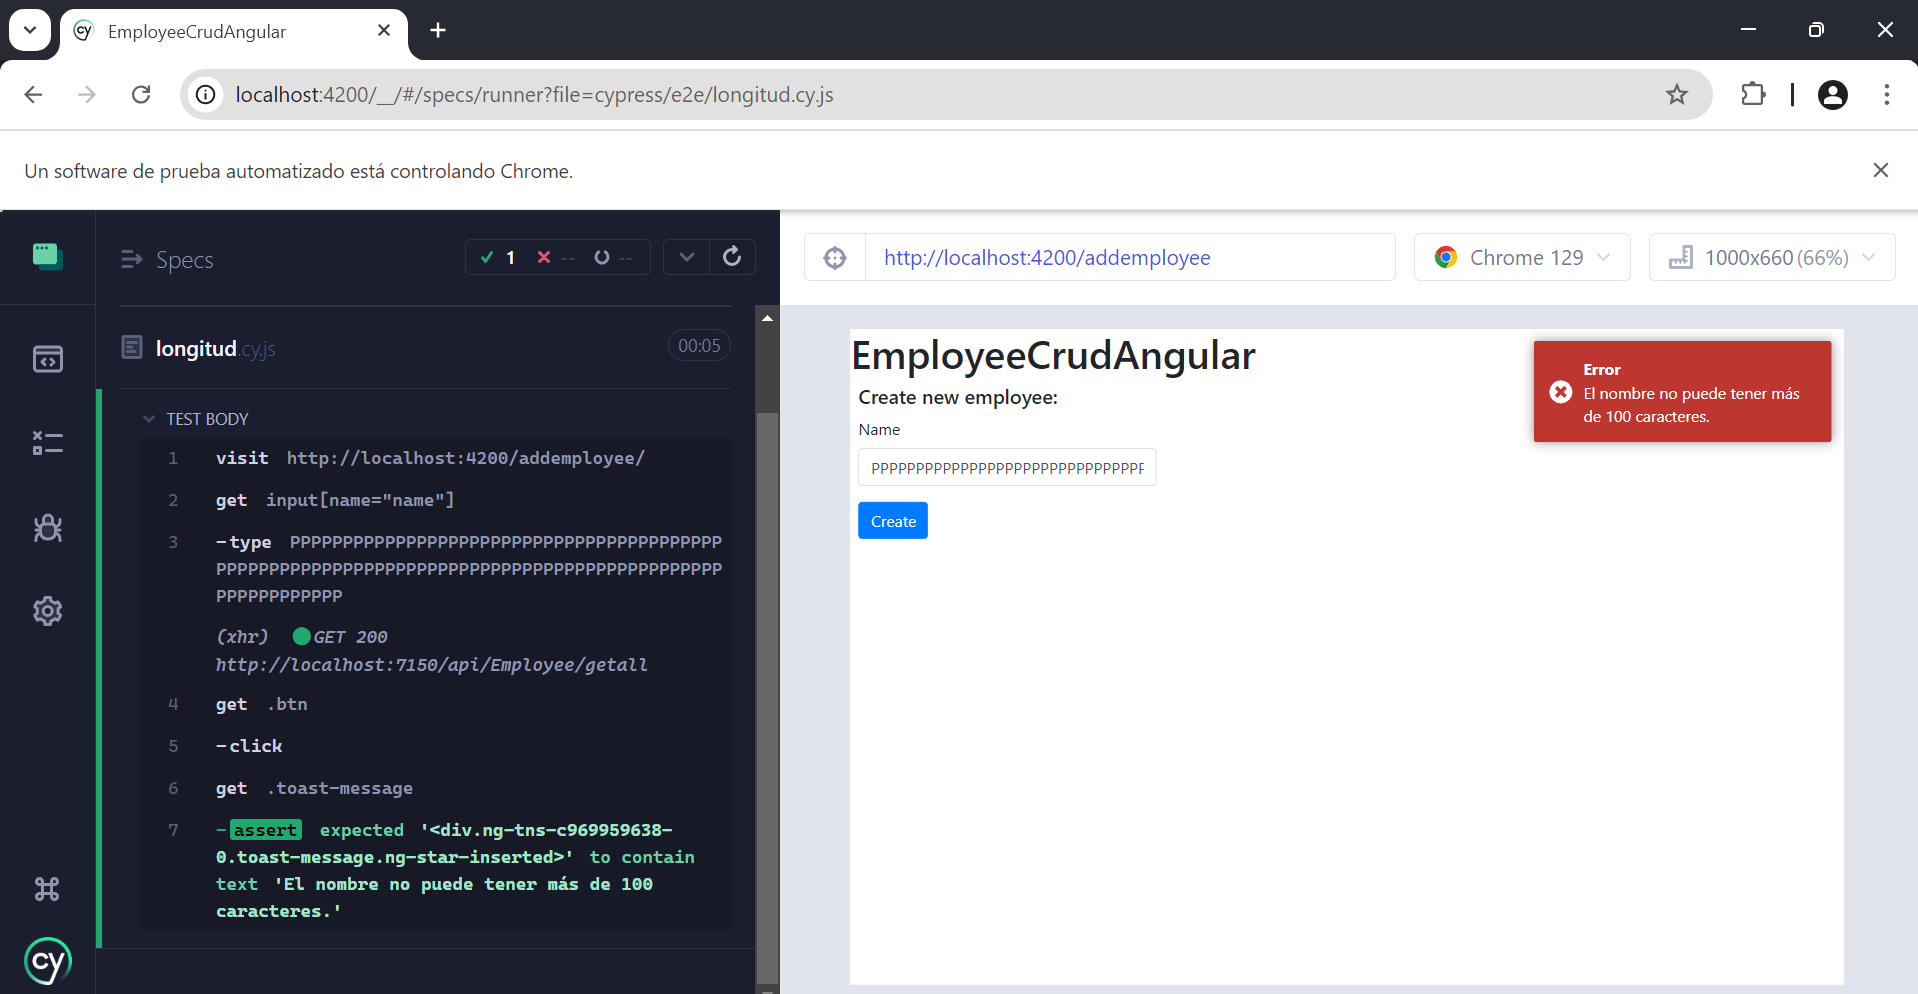 EmployeeCrudAngular
localhost:4200/__/#/specs/runner?file=cypress/e2e/longitud.cy.js
Un software de prueba automatizado está controlando Chrome.
Specs
1 -- --
http://localhost:4200/addemployee
Chrome 129
1000x660 (66%)
longitud.cy.js
00:05
TEST BODY
1 visit http://localhost:4200/addemployee/
2 get input[name="name"]
3 -type PPPPPPPPPPPPPPPPPPPPPPPPPPPPPPPPPPPPPPPPP
PPPPPPPPPPPPPPPPPPPPPPPPPPPPPPPPPPPPPPPPPPPPPPPP
PPPPPPPPPPPP
(xhr) GET 200
http://localhost:7150/api/Employee/getall
4 get .btn
5 -click
6 get .toast-message
7 -assert expected '<div.ng-tns-c969959638-
0.toast-message.ng-star-inserted>' to contain
text 'El nombre no puede tener más de 100
caracteres.'
cy
EmployeeCrudAngular
Create new employee:
Name
PPPPPPPPPPPPPPPPPPPPPPPPPPPPPPP
Create
Error
El nombre no puede tener más
de 100 caracteres.